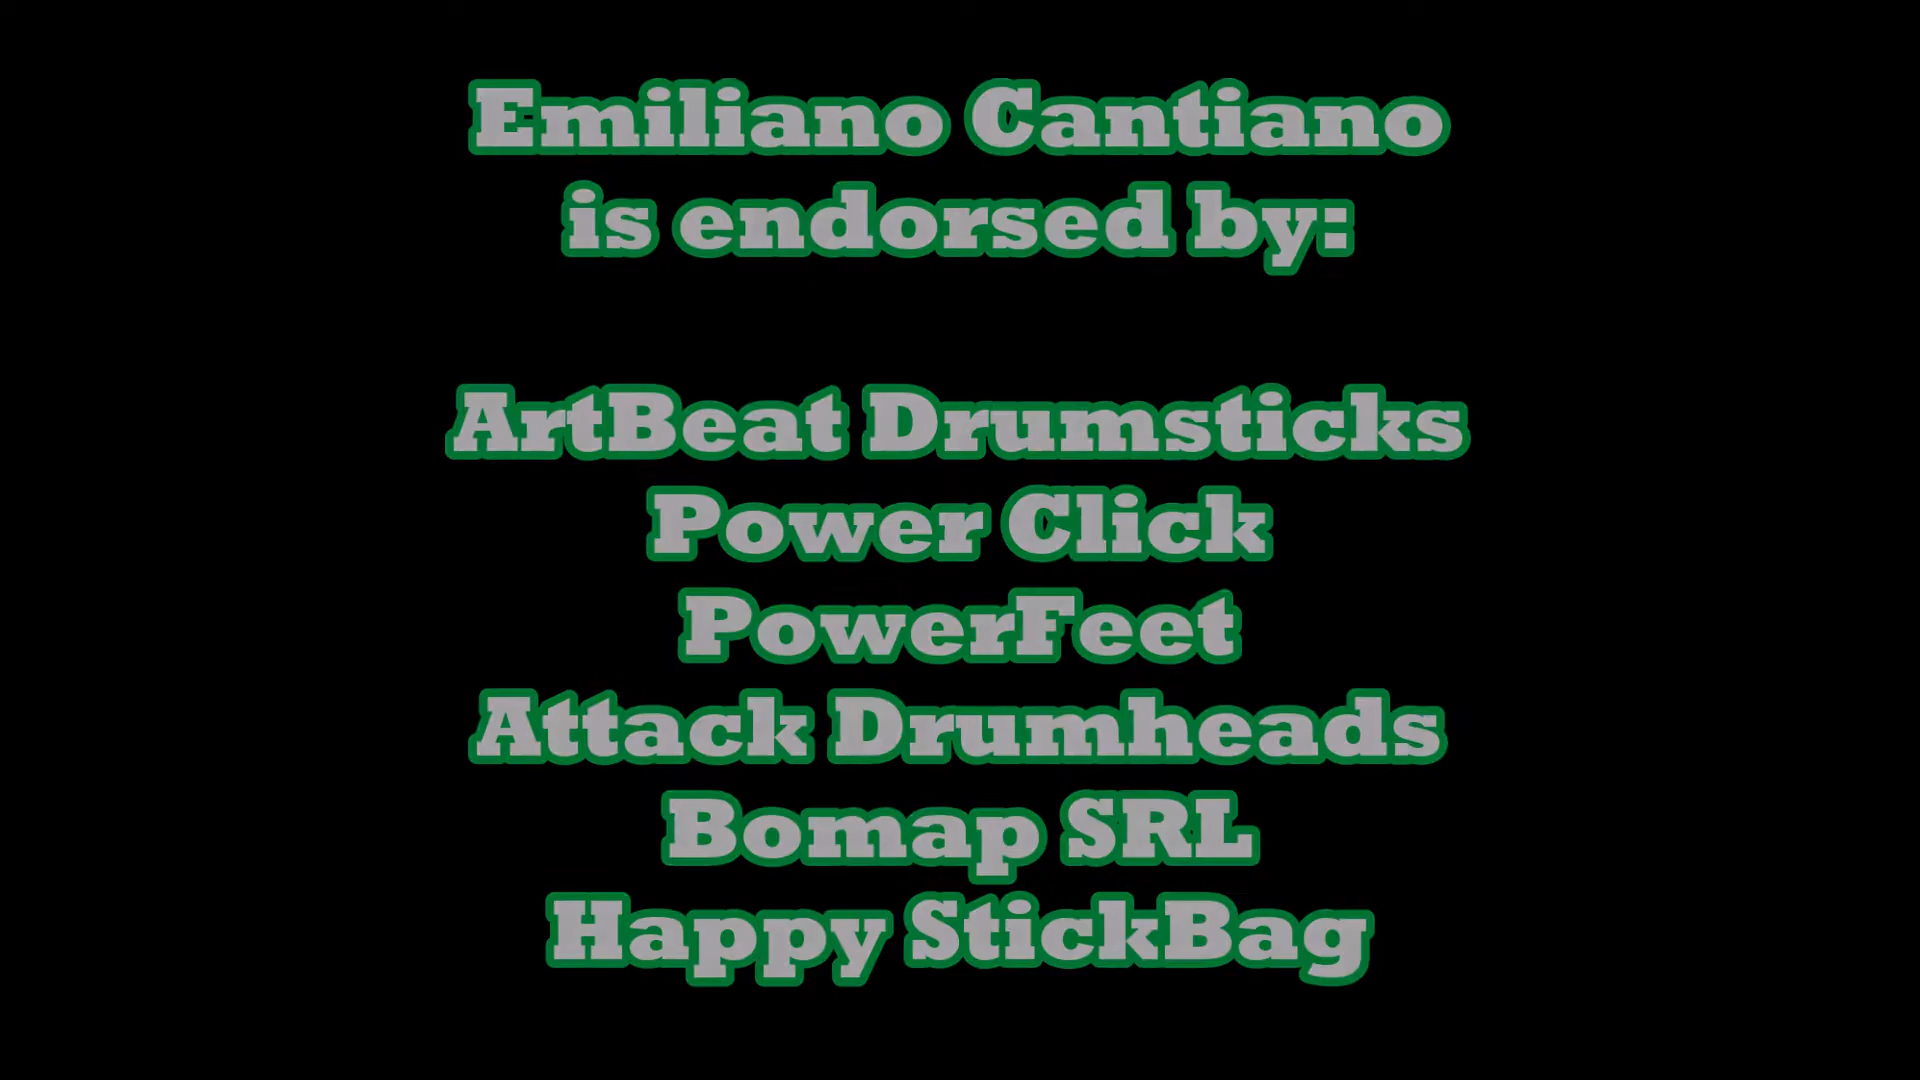 Emiliano Cantiano
is endorsed by:
ArtBeat Drumsticks
Power Click
PowerFeet
Attack Drumheads
Bomap SRL
Happy StickBag